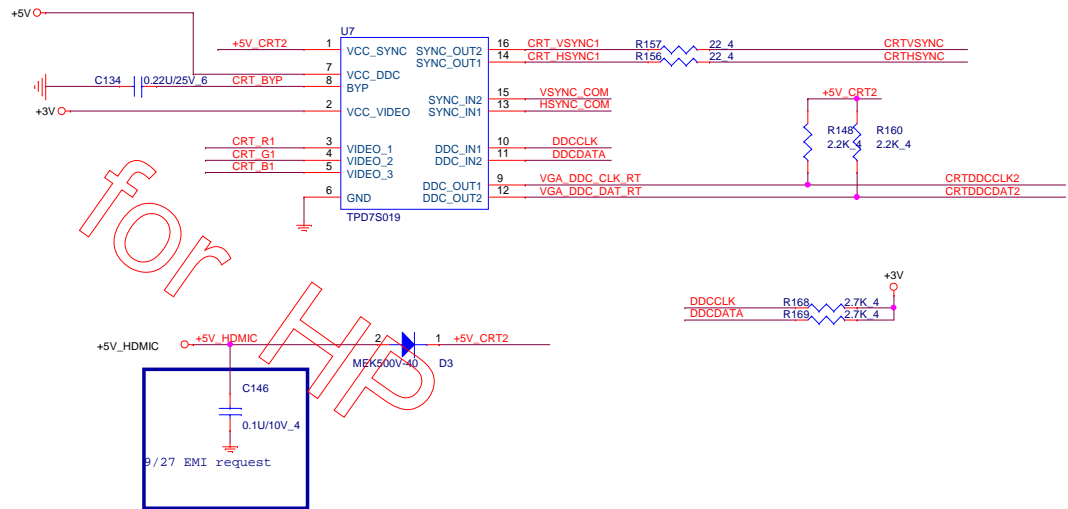 +5V
U7
+5V_CRT2 1 VCC_SYNC SYNC_OUT2 16 CRT_VSYNC1 R157 22_4 CRTVSYNC
SYNC_OUT1 14 CRT_HSYNC1 R156 22_4 CRTHSYNC
7 VCC_DDC
C134 0.22U/25V_6 CRT_BYP 8 BYP
SYNC_IN2 15 VSYNC_COM +5V_CRT2
+3V 2 VCC_VIDEO SYNC_IN1 13 HSYNC_COM
R148 R160
2.2K_4 2.2K_4
CRT_R1 3 VIDEO_1 DDC_IN1 10 DDCCLK
CRT_G1 4 VIDEO_2 DDC_IN2 11 DDCDATA
CRT_B1 5 VIDEO_3
DDC_OUT1 9 VGA_DDC_CLK_RT CRTDDCCLK2
6 GND DDC_OUT2 12 VGA_DDC_DAT_RT CRTDDCDAT2
TPD7S019
for HP
+3V
DDCCLK R168 2.7K_4
DDCDATA R169 2.7K_4
+5V_HDMIC +5V_HDMIC 2 1 +5V_CRT2
MEK500V-40 D3
C146
0.1U/10V_4
9/27 EMI request